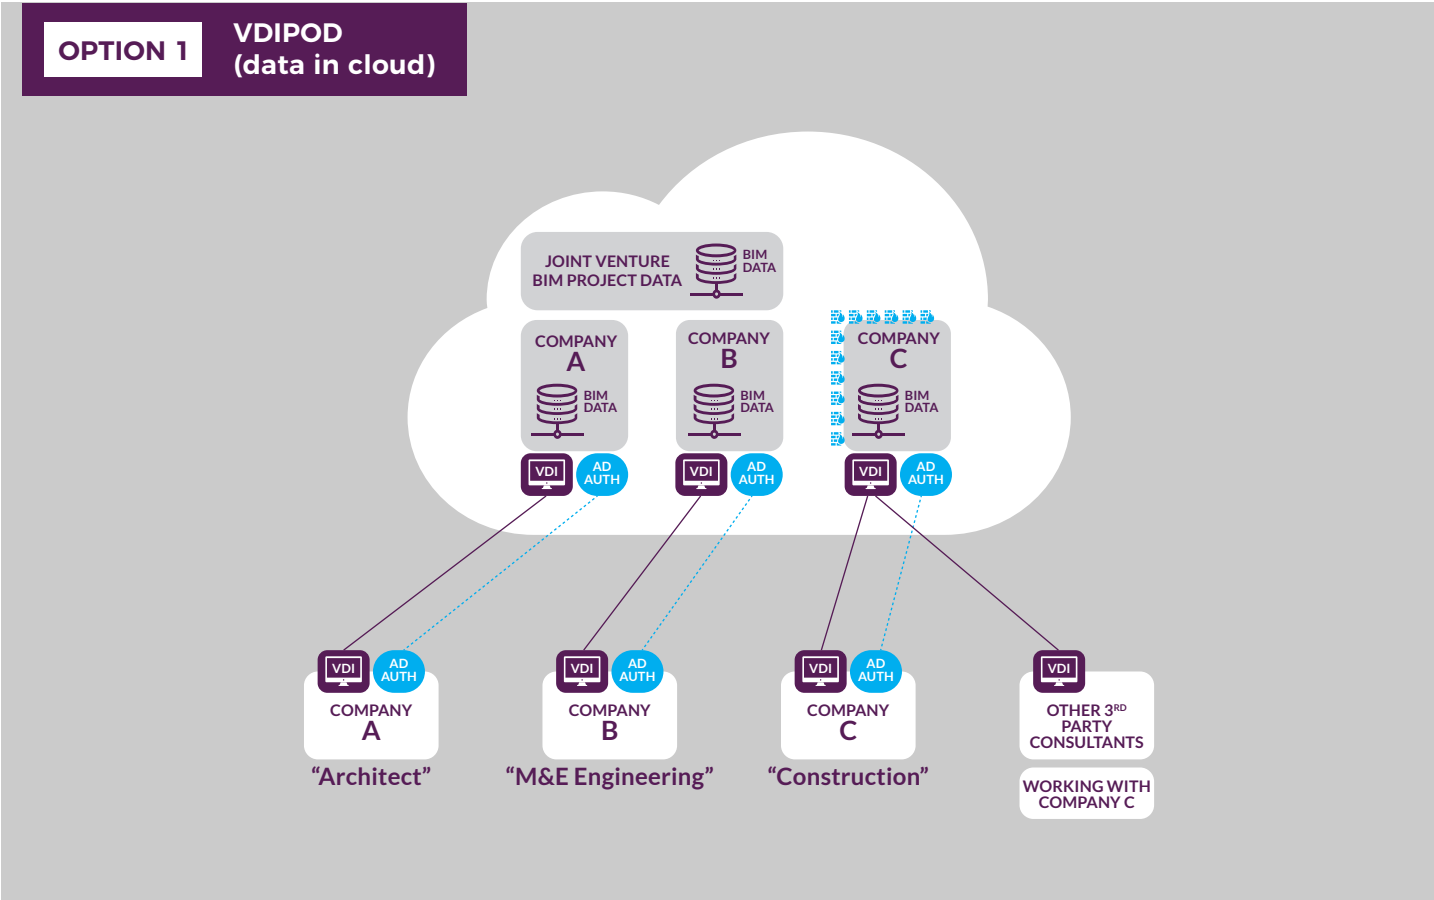 OPTION 1
VDIPOD
(data in cloud)
JOINT VENTURE
BIM PROJECT DATA
BIM
DATA
COMPANY
A
BIM
DATA
COMPANY
B
BIM
DATA
COMPANY
C
BIM
DATA
VDI
AD
AUTH
VDI
AD
AUTH
VDI
AD
AUTH
VDI
AD
AUTH
COMPANY
A
"Architect"
VDI
AD
AUTH
COMPANY
B
"M&E Engineering"
VDI
AD
AUTH
COMPANY
C
"Construction"
VDI
OTHER 3RD
PARTY
CONSULTANTS
WORKING WITH
COMPANY C